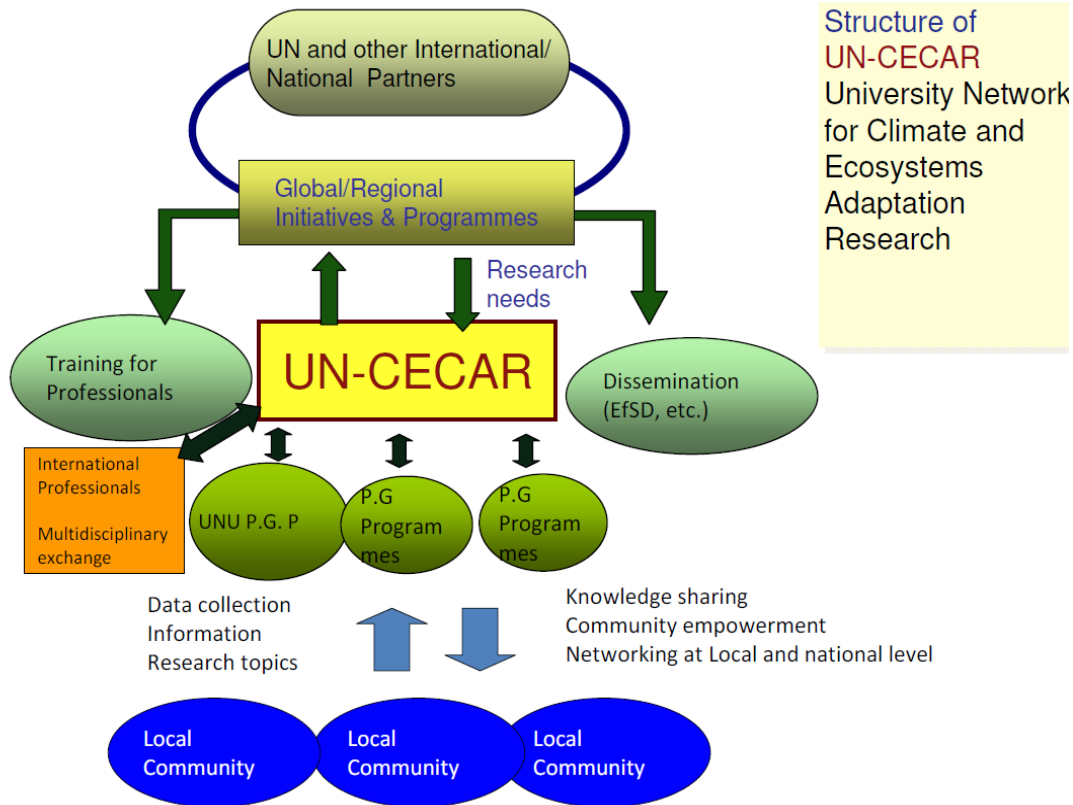 UN and other International/
National Partners
Structure of
UN-CECAR
University Network
for Climate and
Ecosystems
Adaptation
Research
Global/Regional
Initiatives & Programmes
Research
needs
Training for
Professionals
UN-CECAR
Dissemination
(EfSD, etc.)
International
Professionals
Multidisciplinary
exchange
UNU P.G. P
P.G
Program
mes
P.G
Program
mes
Data collection
Information
Research topics
Knowledge sharing
Community empowerment
Networking at Local and national level
Local
Community
Local
Community
Local
Community